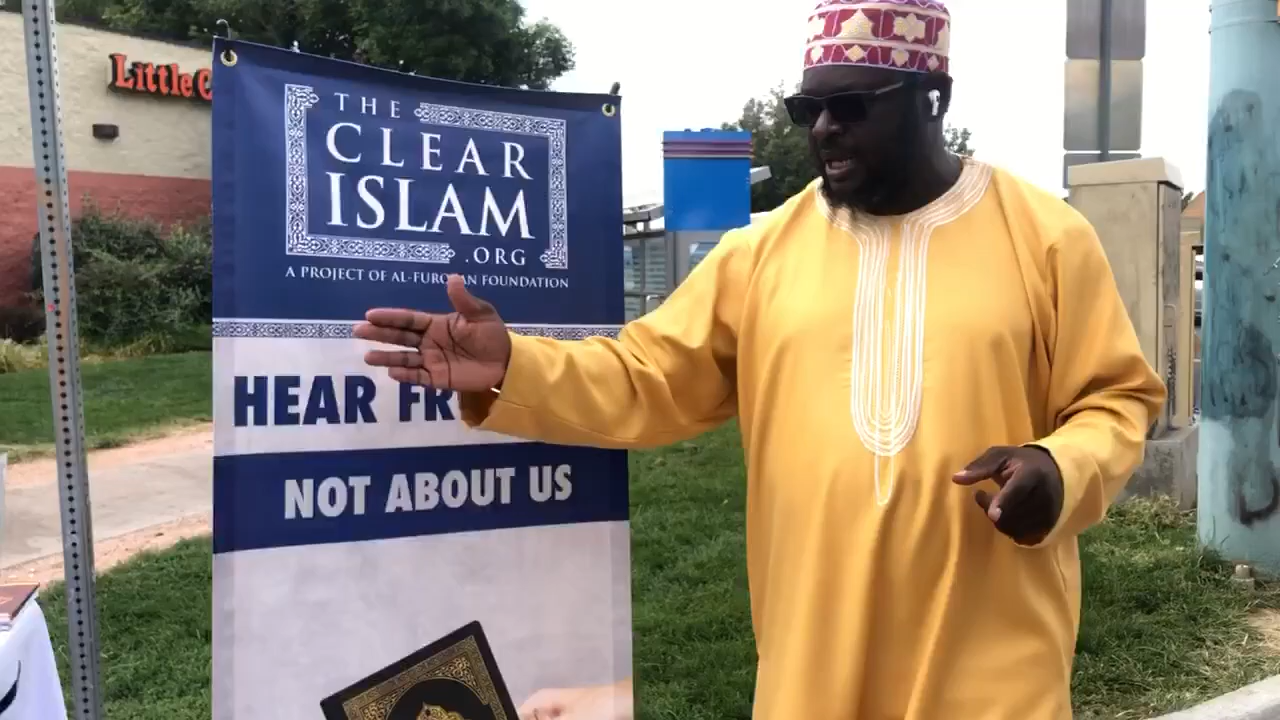 Little C
THE
CLEAR
ISLAM
.ORG
A PROJECT OF AL-FURQAN FOUNDATION
HEAR FR
NOT ABOUT US